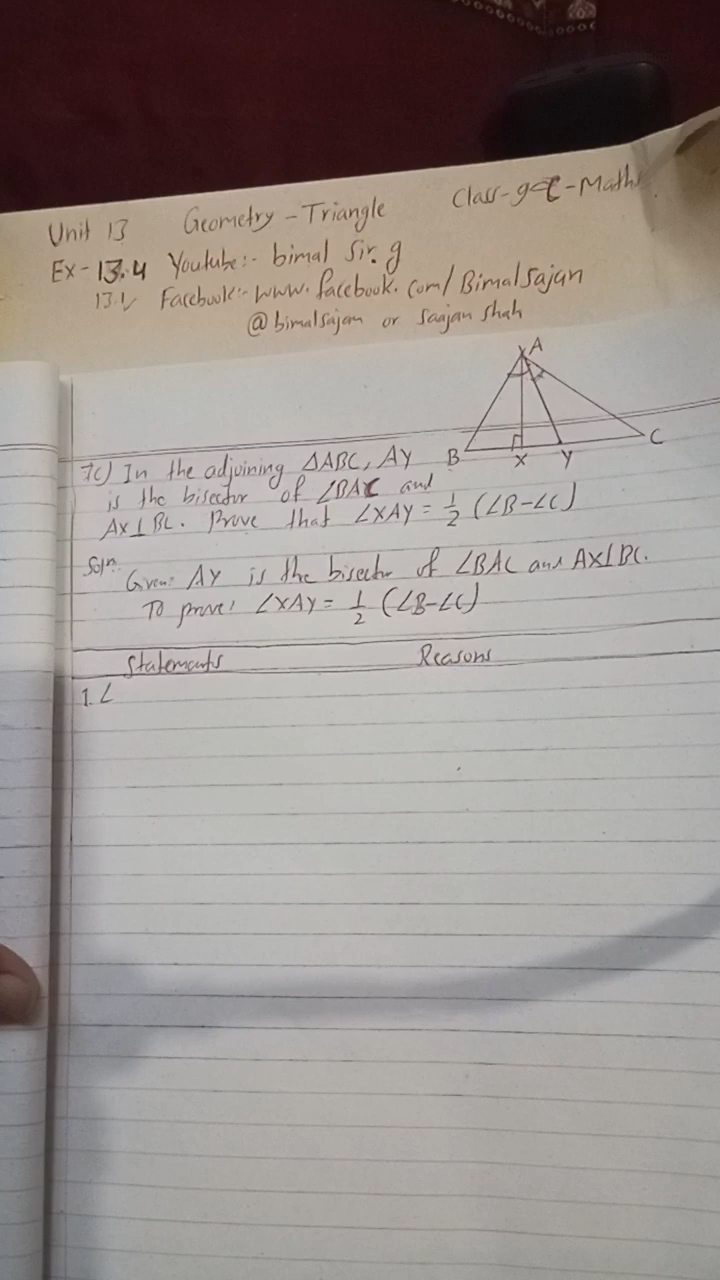 Unit 13 Geometry - Triangle Class-9 - Maths
Ex-13.4 Youtube:- bimal sir. g
13.1 Facebook:- www.facebook.com/Bimalsajan
@bimalsajan or Saajan shah
A
B X Y C
7c) In the adjoining ΔABC, AY
is the bisector of ∠BAC and
AX⊥BC. Prove that ∠XAY = 1/2 (∠B-∠C)
Soln.
Given: AY is the bisector of ∠BAC and AX⊥BC.
To prove: ∠XAY = 1/2 (∠B-∠C)
Statements Reasons
1. ∠